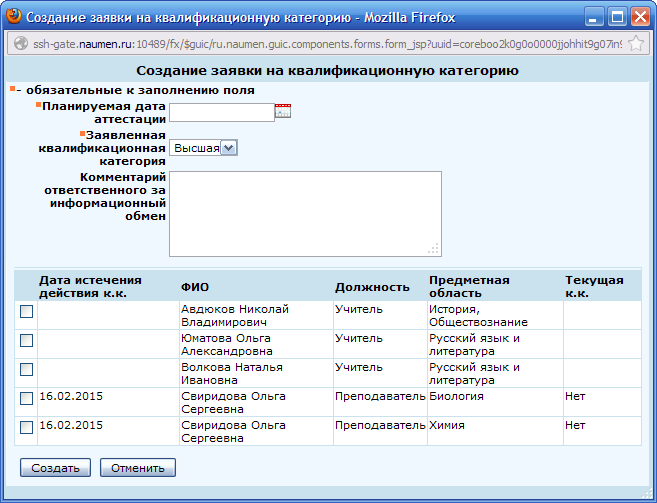 Создание заявки на квалификационную категорию - Mozilla Firefox
ssh-gate.naumen.ru:10489/fx/$guic/ru.naumen.guic.components.forms.form_jsp?uuid=coreboo2k0g0o0000jjohhit9g07in9
Создание заявки на квалификационную категорию
- обязательные к заполнению поля
Планируемая дата
аттестации
Заявленная
квалификационная
категория
Высшая
Комментарий
ответственного за
информационный
обмен
Дата истечения
действия к.к.
ФИО
Должность
Предметная
область
Текущая
к.к.
Авдюков Николай
Владимирович
Учитель
История,
Обществознание
Юматова Ольга
Александровна
Учитель
Русский язык и
литература
Волкова Наталья
Ивановна
Учитель
Русский язык и
литература
16.02.2015
Свиридова Ольга
Сергеевна
Преподаватель
Биология
Нет
16.02.2015
Свиридова Ольга
Сергеевна
Преподаватель
Химия
Нет
Создать
Отменить